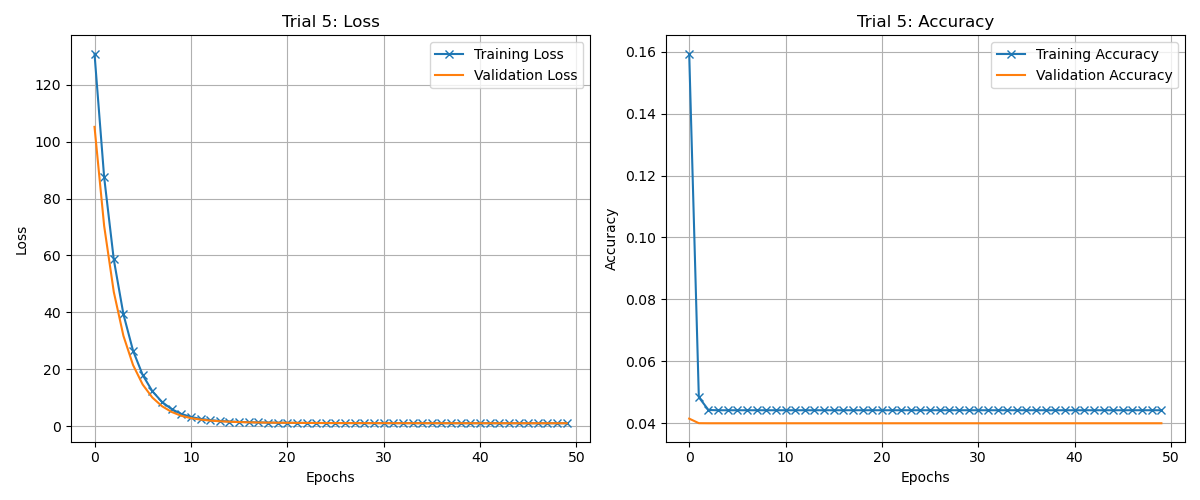 Trial 5: Loss
Training Loss
Validation Loss
120
100
80
60
40
20
0
Loss
0 10 20 30 40 50
Epochs
Trial 5: Accuracy
Training Accuracy
Validation Accuracy
0.16
0.14
0.12
0.10
0.08
0.06
0.04
Accuracy
0 10 20 30 40 50
Epochs